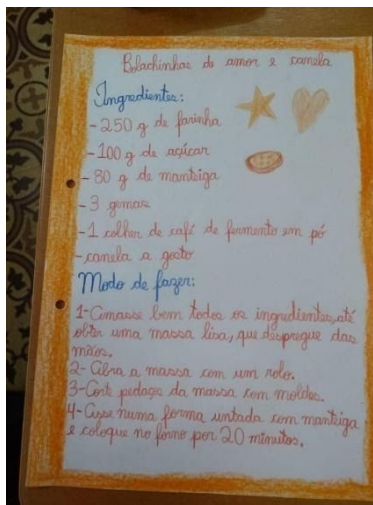 Bolachinhas de amor e canela
Ingredientes:
- 250 g de farinha
- 100 g de açúcar
- 80 g de manteiga
- 3 gemas
- 1 colher de café de fermento em pó
- canela a gosto
Modo de fazer:
1- Amasse bem todos os ingredientes, até
obter uma massa lisa, que despregue das
mãos.
2- Abra a massa com um rolo.
3- Corte pedaços da massa com moldes.
4- Asse numa forma untada com manteiga
e coloque no forno por 20 minutos.